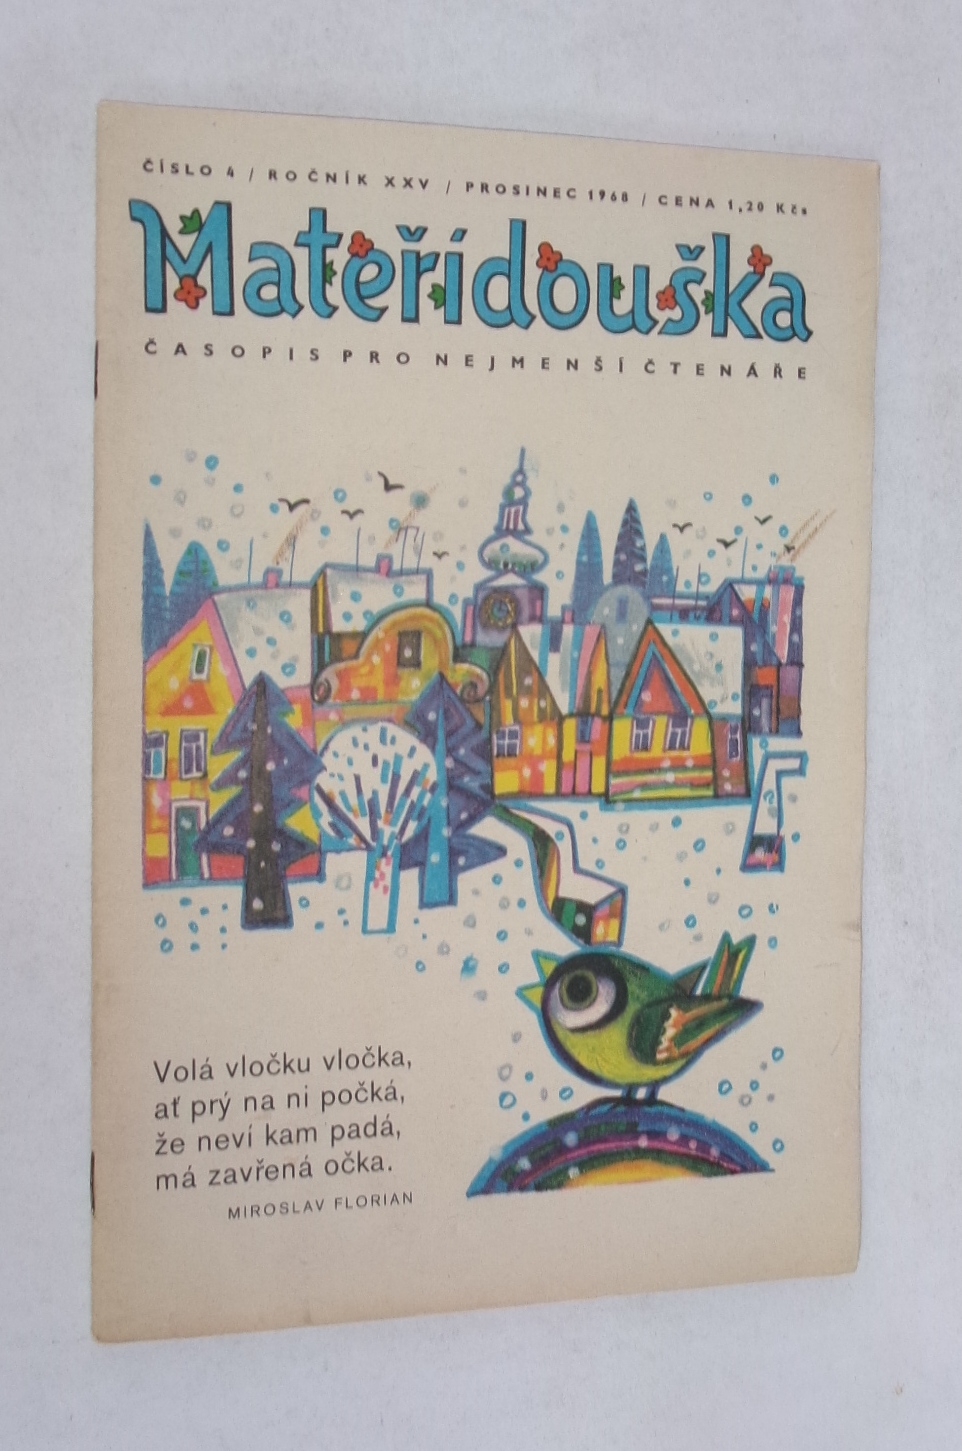 ČÍSLO 4 / ROČNÍK XXV / PROSINEC 1968 / CENA 1,20 Kčs
Mateřídouška
ČASOPIS PRO NEJMENŠÍ ČTENÁŘE
Volá vločku vločka,
ať prý na ni počká,
že neví kam padá,
má zavřená očka.
MIROSLAV FLORIAN